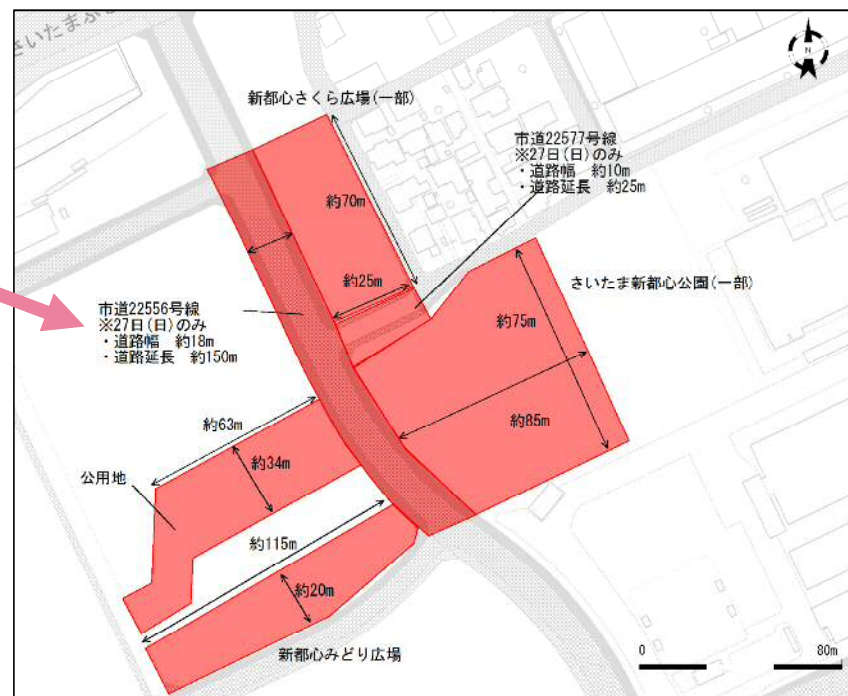 さいたまふ
N
新都心さくら広場(一部)
市道22577号線
※27日(日)のみ
・道路幅 約10m
・道路延長 約25m
約70m
約25m
さいたま新都心公園(一部)
市道22556号線
※27日(日)のみ
・道路幅 約18m
・道路延長 約150m
約75m
約85m
約63m
約34m
公用地
約115m
約20m
新都心みどり広場
0 80m